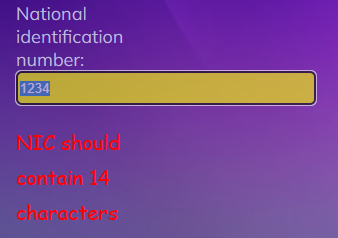 National
identification
number:
1234
NIC should
contain 14
characters